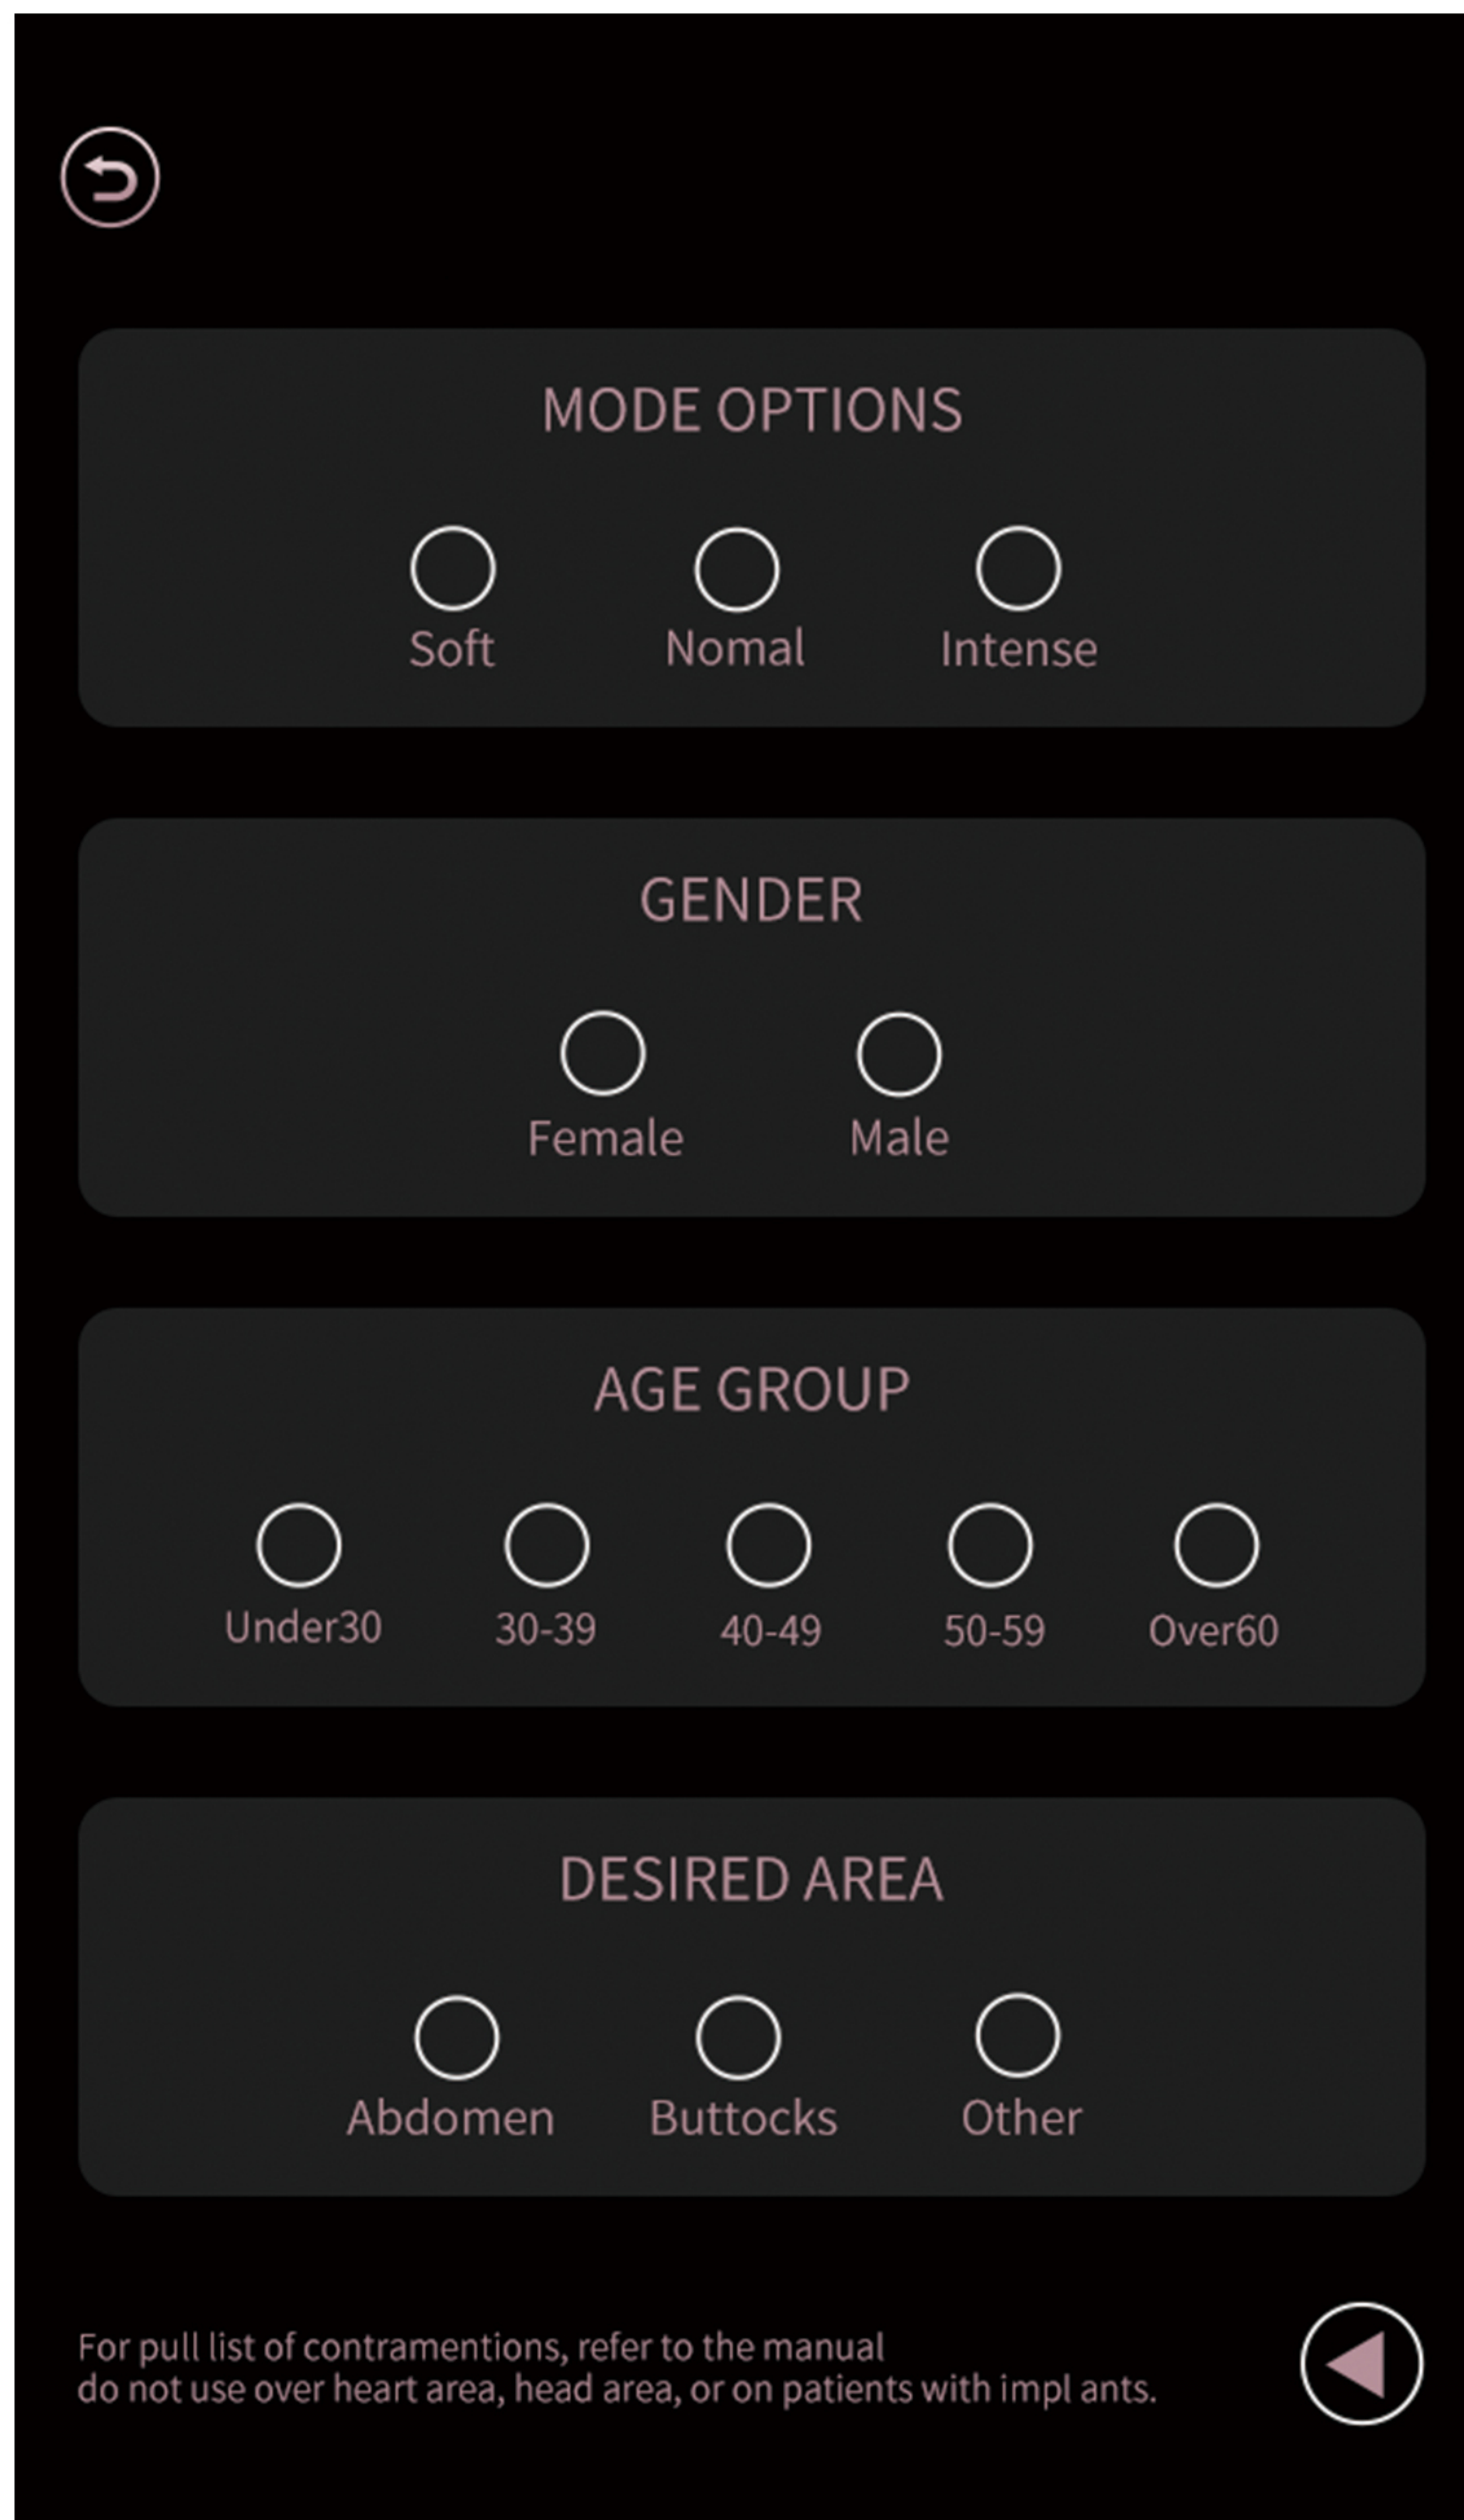 MODE OPTIONS
Soft Nomal Intense
GENDER
Female Male
AGE GROUP
Under30 30-39 40-49 50-59 Over60
DESIRED AREA
Abdomen Buttocks Other
For pull list of contramentions, refer to the manual
do not use over heart area, head area, or on patients with impl ants.